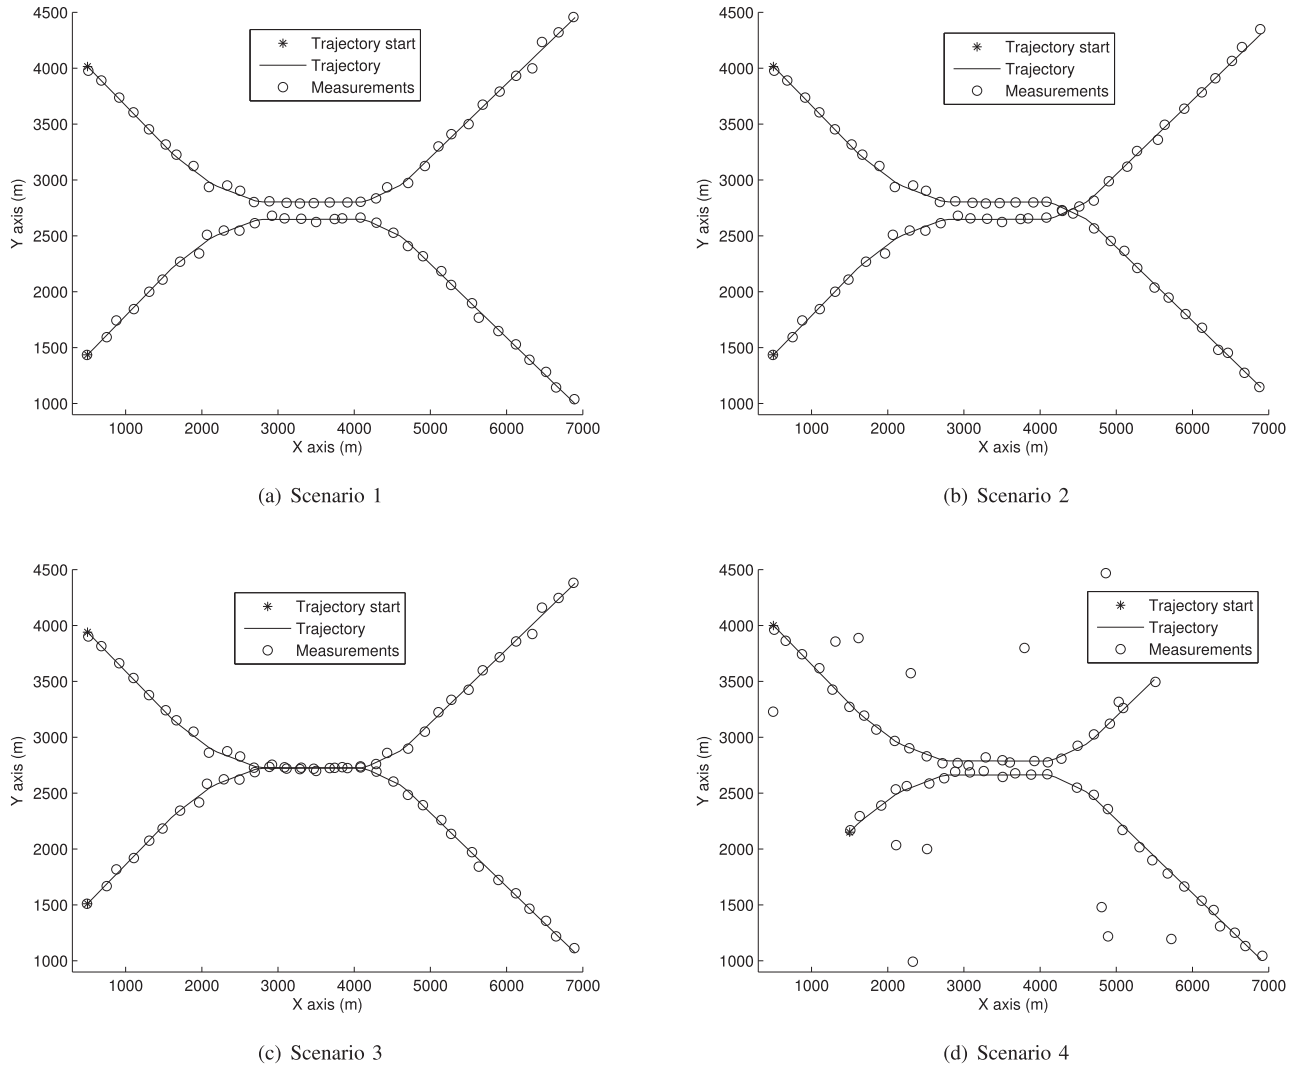 4500
4000
3500
3000
2500
2000
1500
1000
Y axis (m)
Trajectory start
Trajectory
Measurements
1000 2000 3000 4000 5000 6000 7000
X axis (m)
(a) Scenario 1
4500
4000
3500
3000
2500
2000
1500
1000
Y axis (m)
Trajectory start
Trajectory
Measurements
1000 2000 3000 4000 5000 6000 7000
X axis (m)
(b) Scenario 2
4500
4000
3500
3000
2500
2000
1500
1000
Y axis (m)
Trajectory start
Trajectory
Measurements
1000 2000 3000 4000 5000 6000 7000
X axis (m)
(c) Scenario 3
4500
4000
3500
3000
2500
2000
1500
1000
Y axis (m)
Trajectory start
Trajectory
Measurements
1000 2000 3000 4000 5000 6000 7000
X axis (m)
(d) Scenario 4